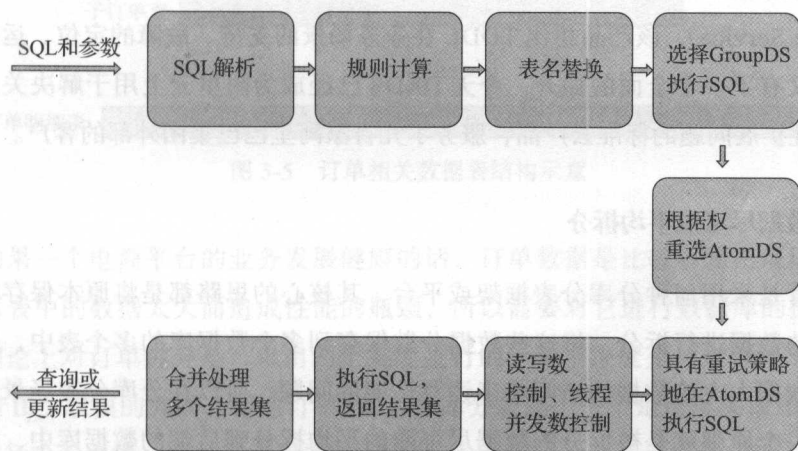 SQL和参数
SQL解析
规则计算
表名替换
选择GroupDS
执行SQL
根据权
重选AtomDS
查询或
更新结果
合并处理
多个结果集
执行SQL，
返回结果集
读写数
控制、线程
并发数控制
具有重试策略
地在AtomDS
执行SQL